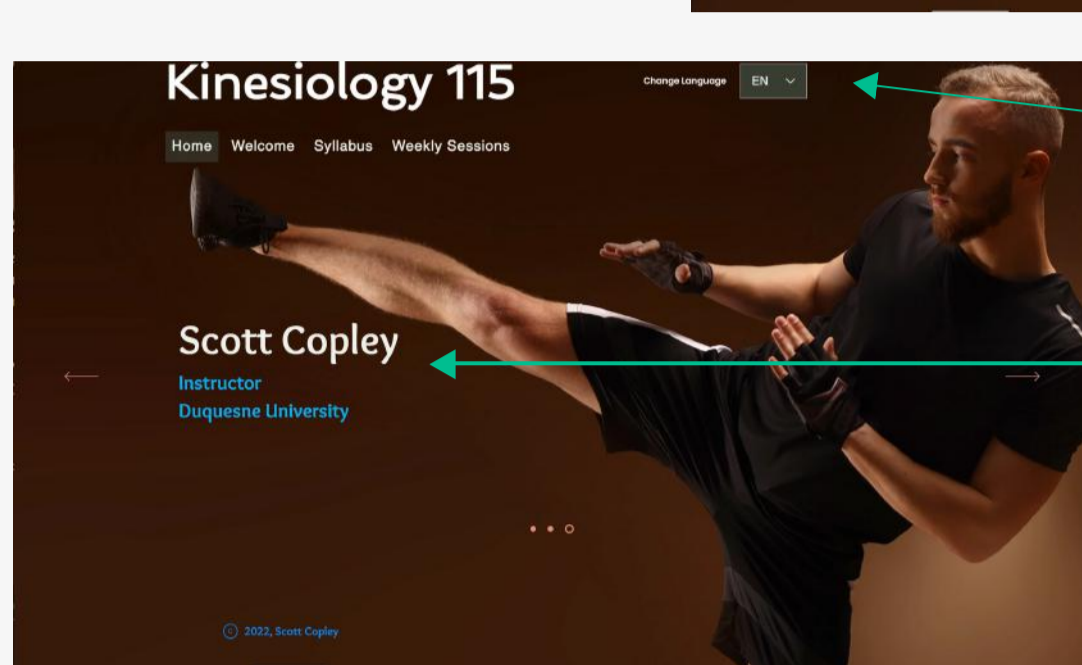 Kinesiology 115
Change Language
EN
Home Welcome Syllabus Weekly Sessions
Scott Copley
Instructor
Duquesne University
© 2022, Scott Copley